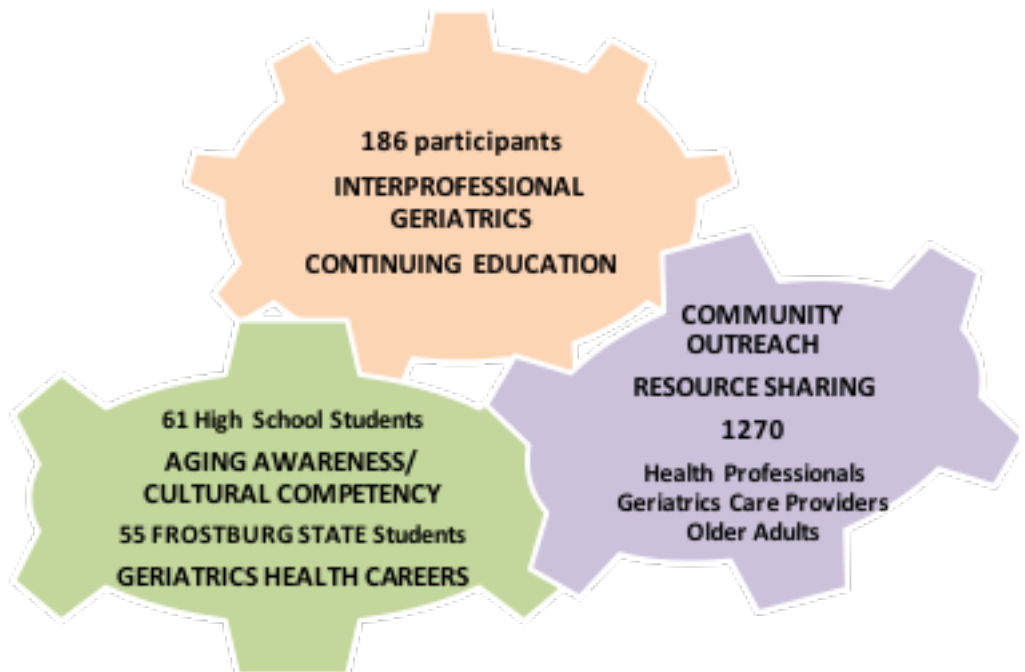 186 participants
INTERPROFESSIONAL
GERIATRICS
CONTINUING EDUCATION
COMMUNITY
OUTREACH
RESOURCE SHARING
1270
Health Professionals
Geriatrics Care Providers
Older Adults
61 High School Students
AGING AWARENESS/
CULTURAL COMPETENCY
55 FROSTBURG STATE Students
GERIATRICS HEALTH CAREERS